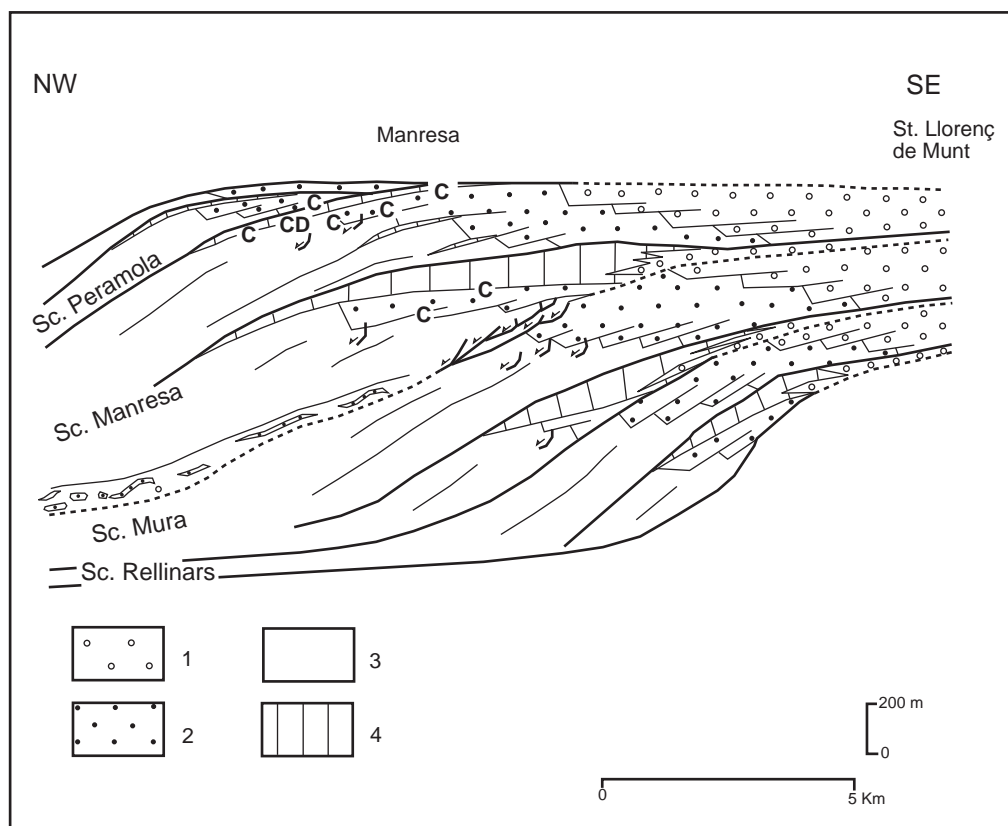 NW
SE
Manresa
St. Llorenç
de Munt
C
C
C
C
CD
C
Sc. Peramola
C
C
Sc. Manresa
Sc. Mura
Sc. Rellinars
1
3
2
4
200 m
0
0
5 Km